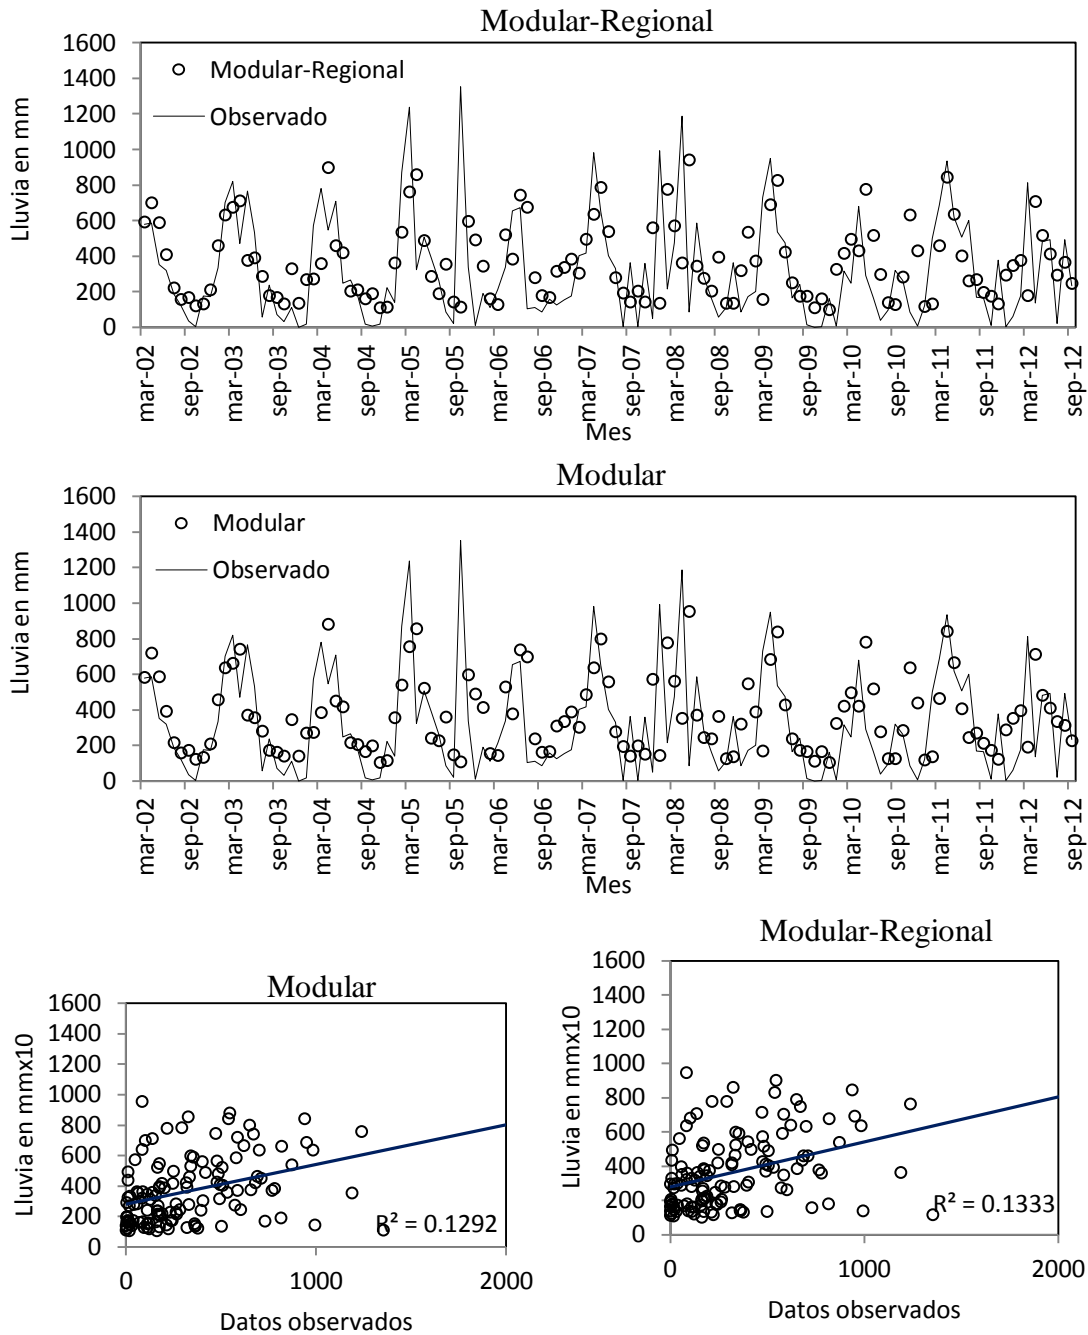 Modular-Regional
1600
1400
1200
1000
800
600
400
200
0
Lluvia en mm
Modular-Regional
Observado
mar-02
sep-02
mar-03
sep-03
mar-04
sep-04
mar-05
sep-05
mar-06
sep-06
mar-07
sep-07
mar-08
sep-08
mar-09
sep-09
mar-10
sep-10
mar-11
sep-11
mar-12
sep-12
Mes
Modular
1600
1400
1200
1000
800
600
400
200
0
Lluvia en mm
Modular
Observado
mar-02
sep-02
mar-03
sep-03
mar-04
sep-04
mar-05
sep-05
mar-06
sep-06
mar-07
sep-07
mar-08
sep-08
mar-09
sep-09
mar-10
sep-10
mar-11
sep-11
mar-12
sep-12
Mes
Modular
1600
1400
1200
1000
800
600
400
200
0
Lluvia en mmx10
R² = 0.1292
0
1000
2000
Datos observados
Modular-Regional
1600
1400
1200
1000
800
600
400
200
0
Lluvia en mmx10
R² = 0.1333
0
1000
2000
Datos observados